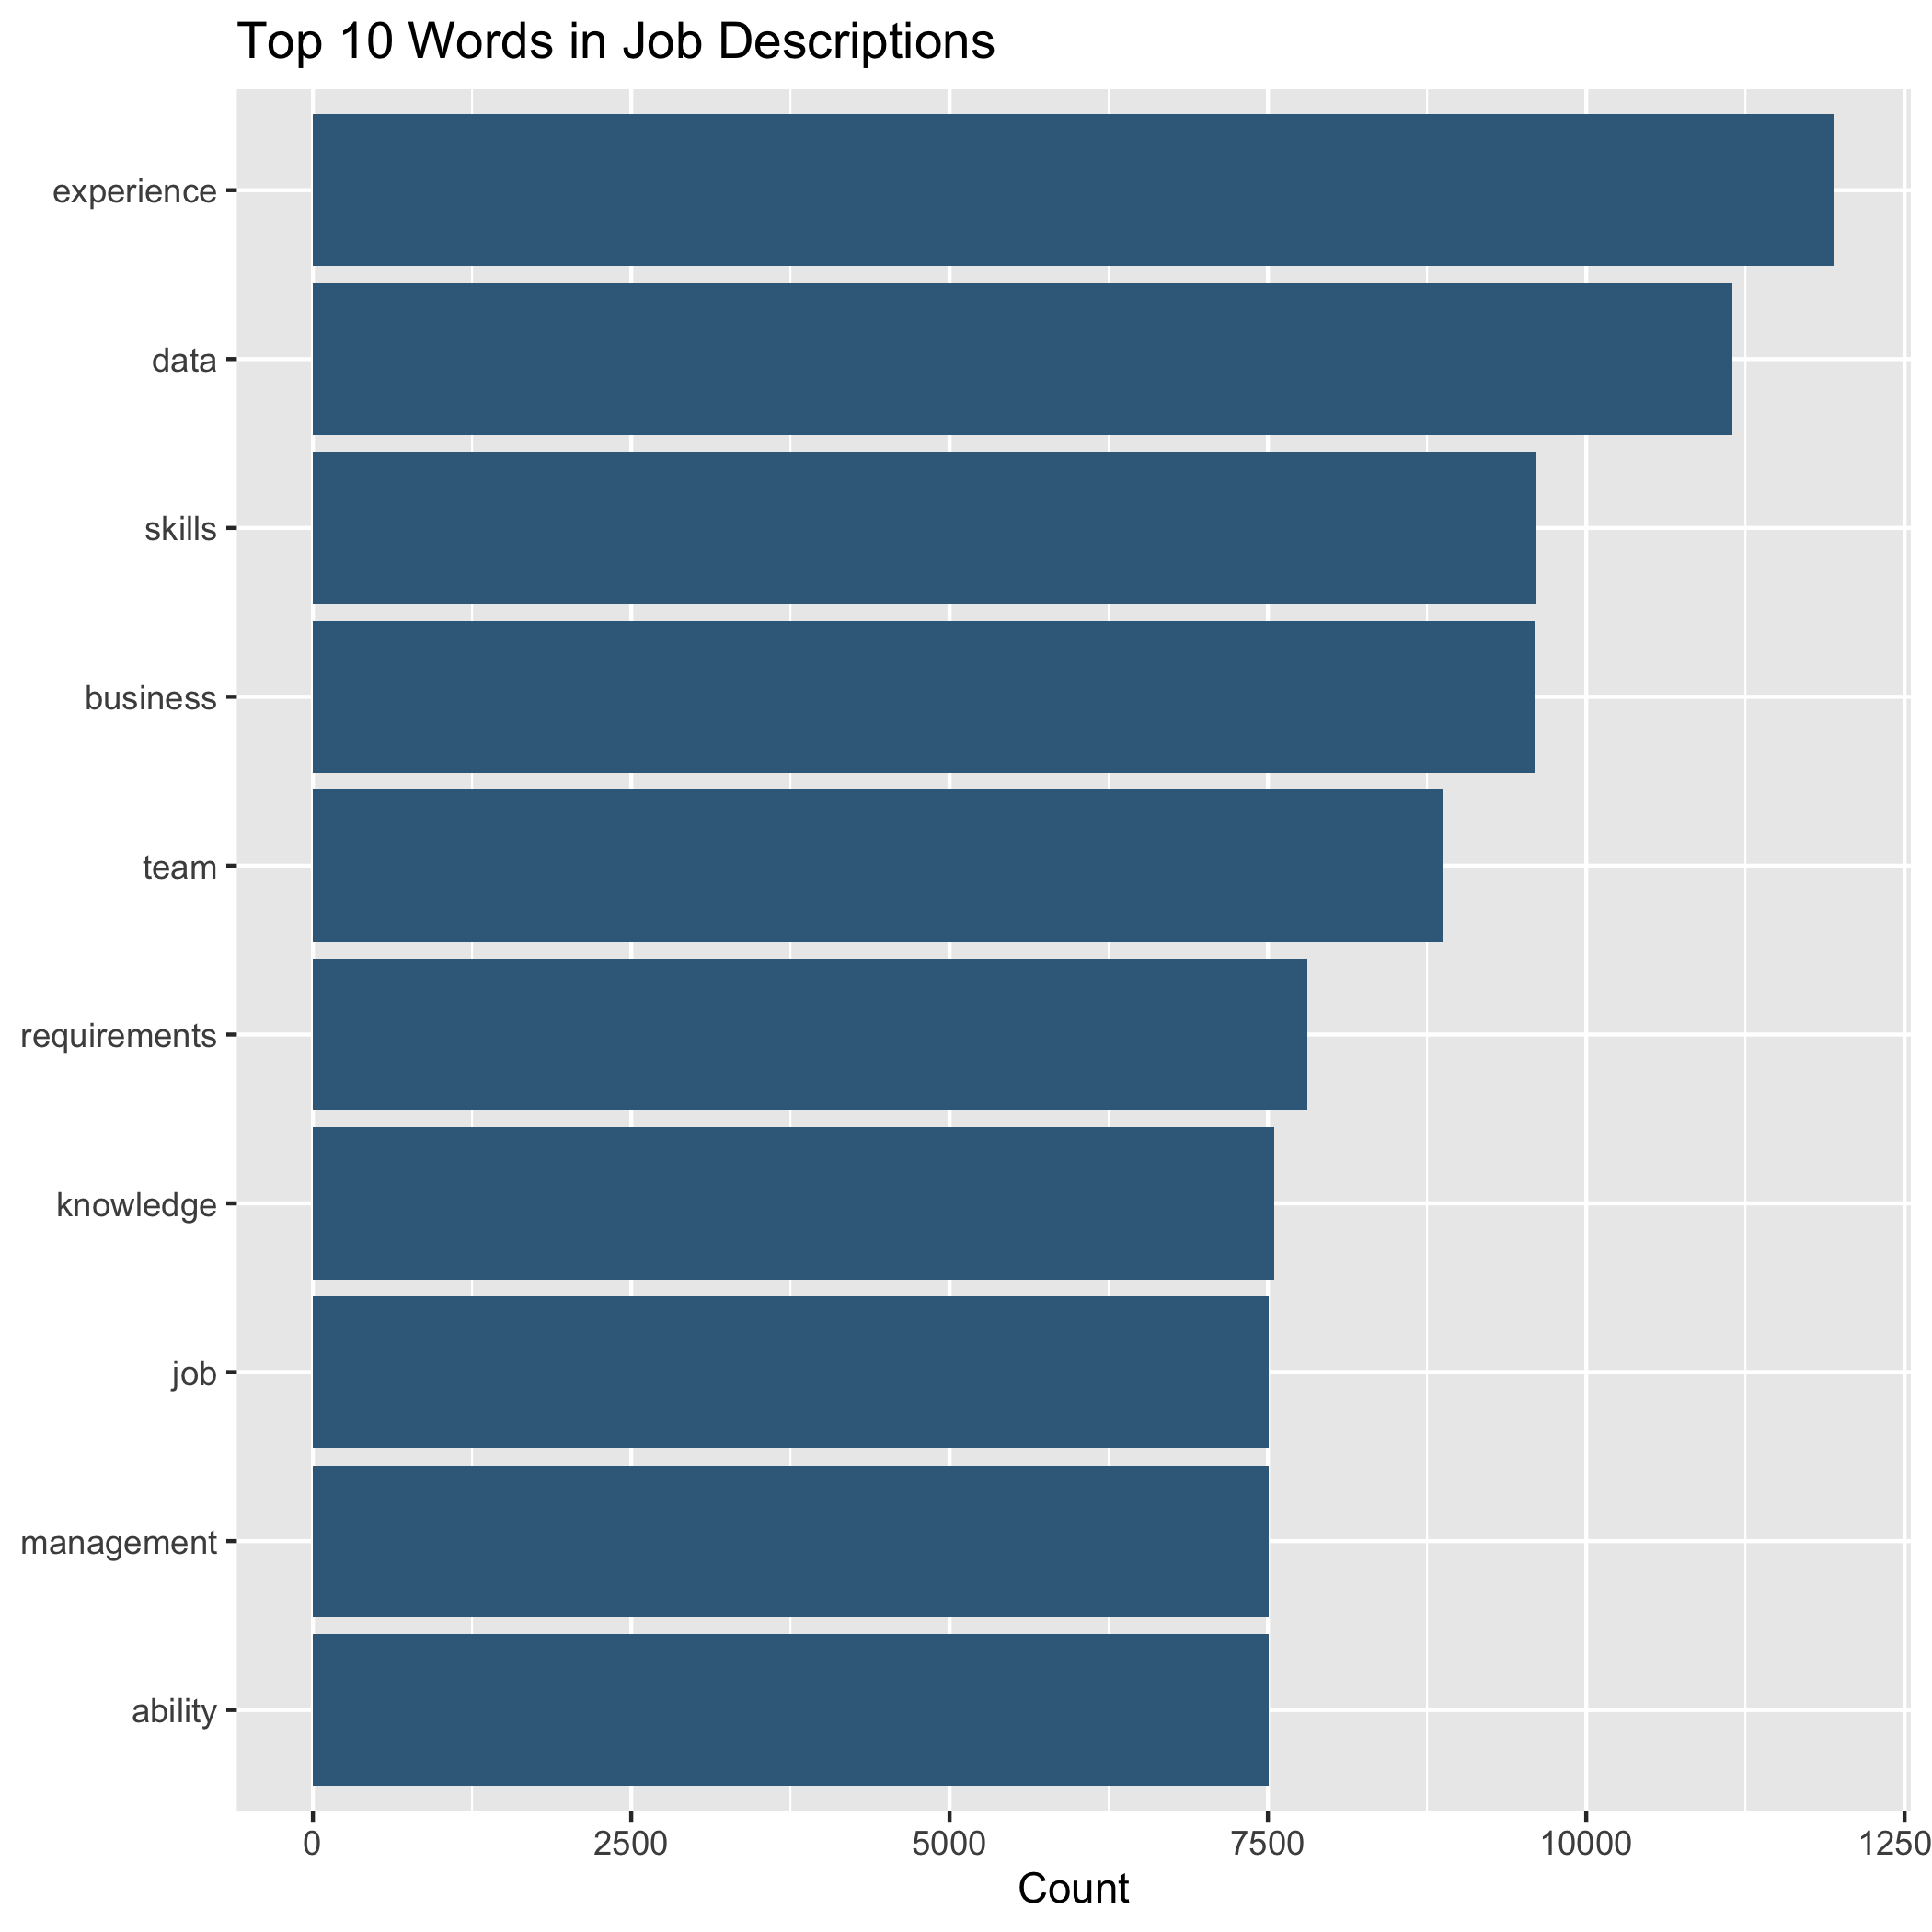 Top 10 Words in Job Descriptions
experience
data
skills
business
team
requirements
knowledge
job
management
ability
0 2500 5000 7500 10000 1250
Count